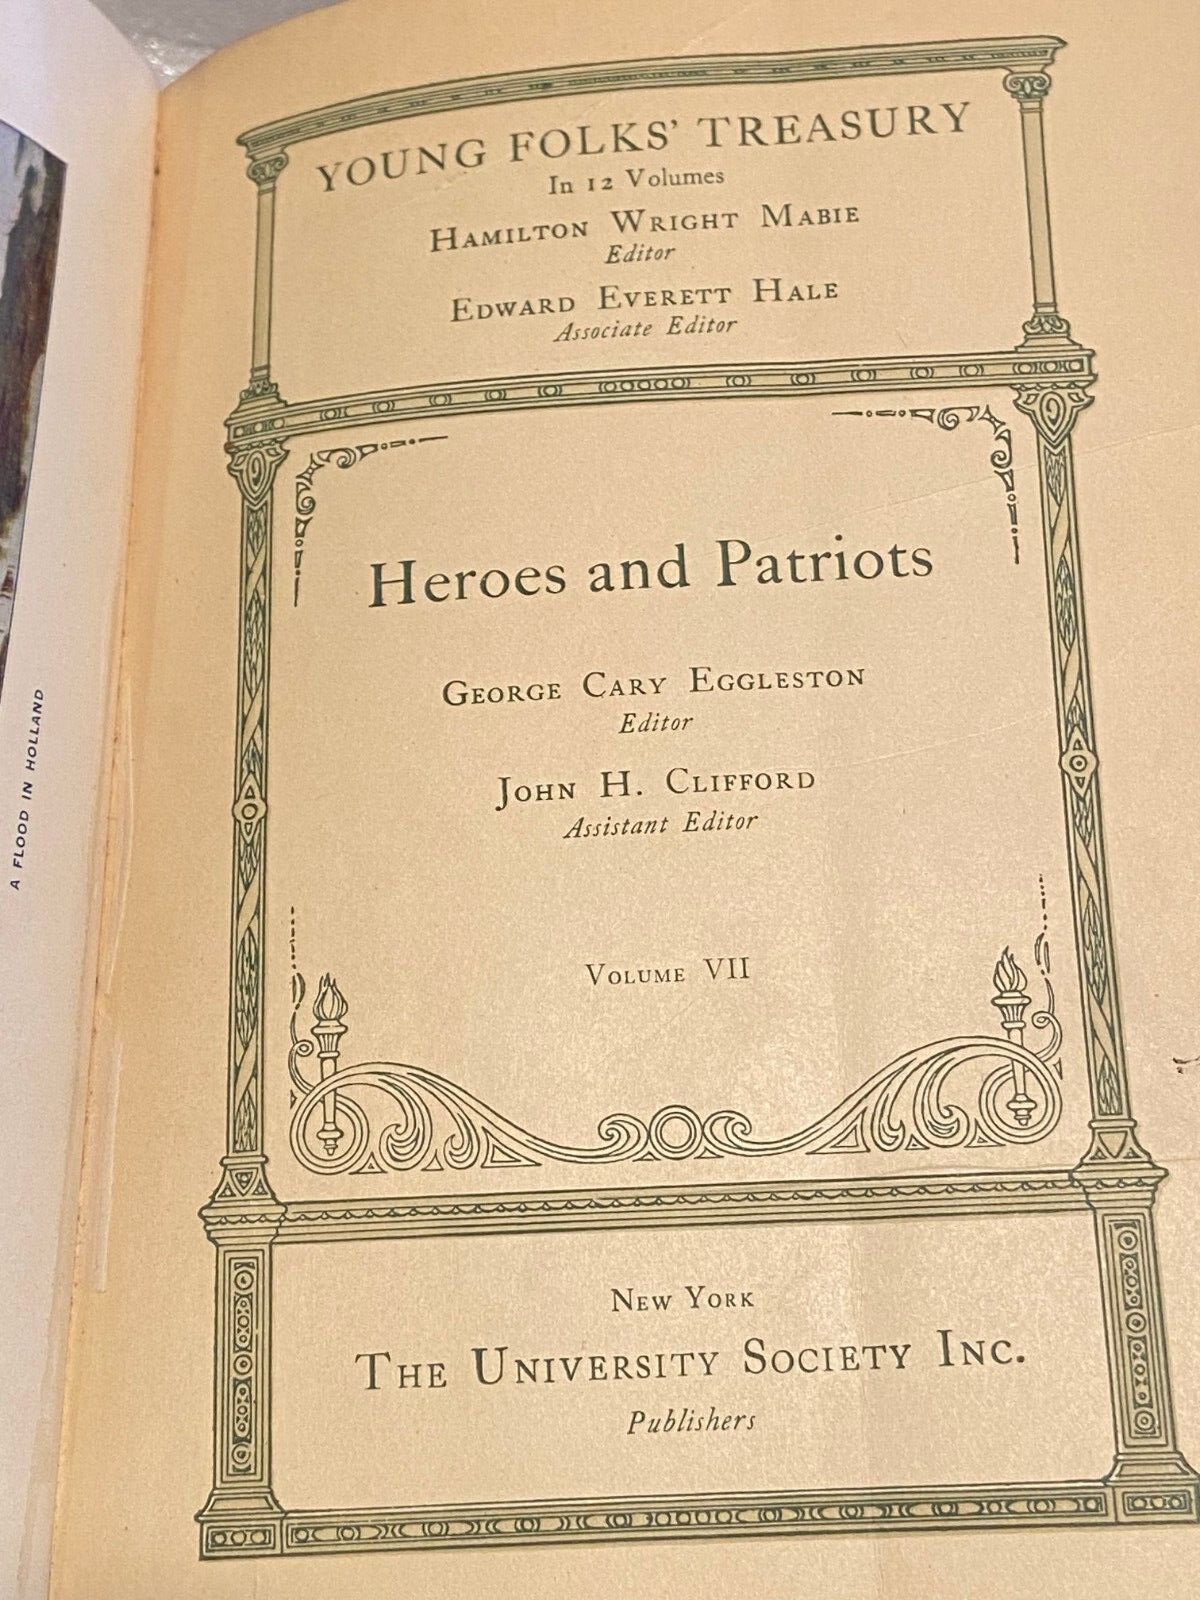 A FLOOD IN HOLLAND
YOUNG FOLKS' TREASURY
In 12 Volumes
HAMILTON WRIGHT MABIE
Editor
EDWARD EVERETT HALE
Associate Editor
Heroes and Patriots
GEORGE CARY EGGLESTON
Editor
JOHN H. CLIFFORD
Assistant Editor
VOLUME VII
NEW YORK
THE UNIVERSITY SOCIETY INC.
Publishers